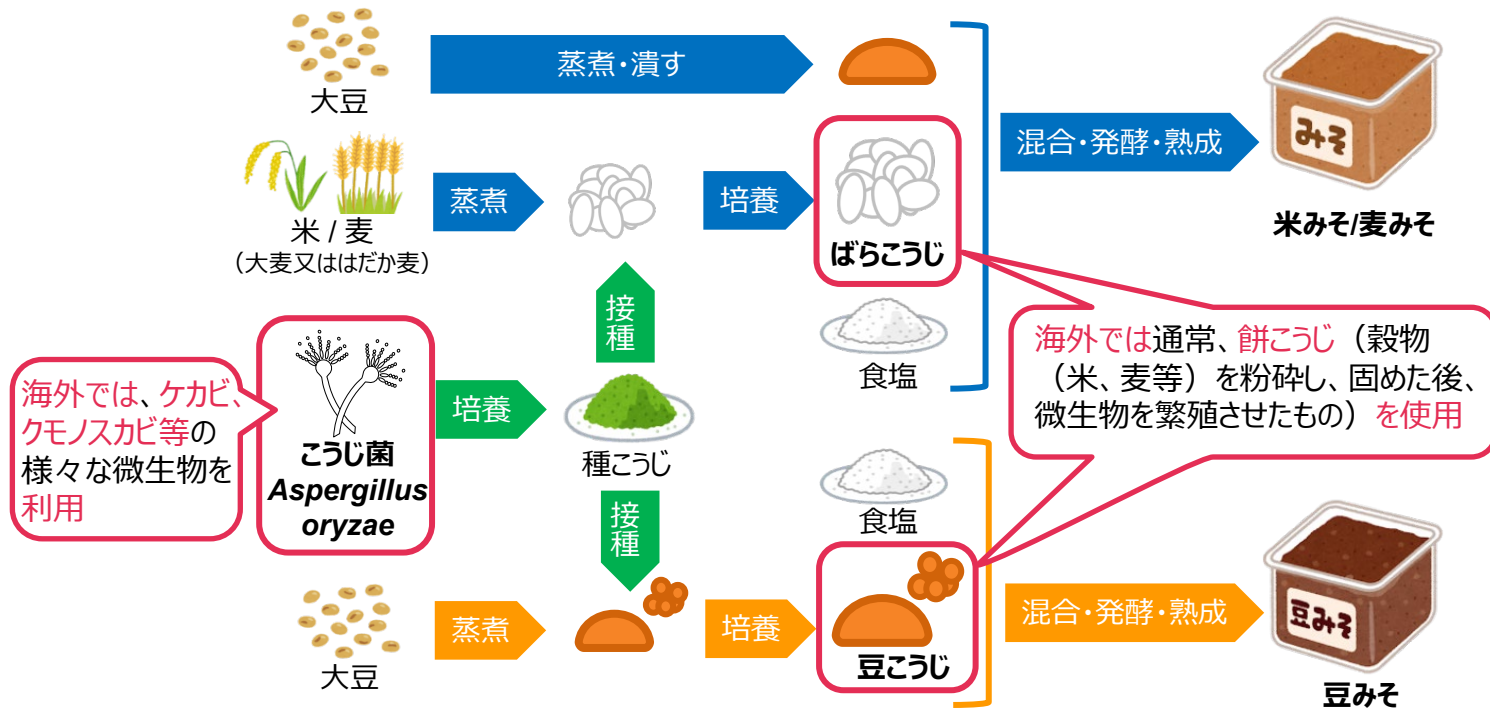 大豆
蒸煮・潰す
米 / 麦
（大麦又ははだか麦）
蒸煮
培養
ばらこうじ
混合・発酵・熟成
みそ
米みそ/麦みそ
接種
食塩
海外では、ケカビ、
クモノスカビ等の
様々な微生物を
利用
こうじ菌
Aspergillus
oryzae
培養
種こうじ
海外では通常、餅こうじ（穀物
（米、麦等）を粉砕し、固めた後、
微生物を繁殖させたもの）を使用
接種
食塩
大豆
蒸煮
培養
豆こうじ
混合・発酵・熟成
豆みそ
豆みそ